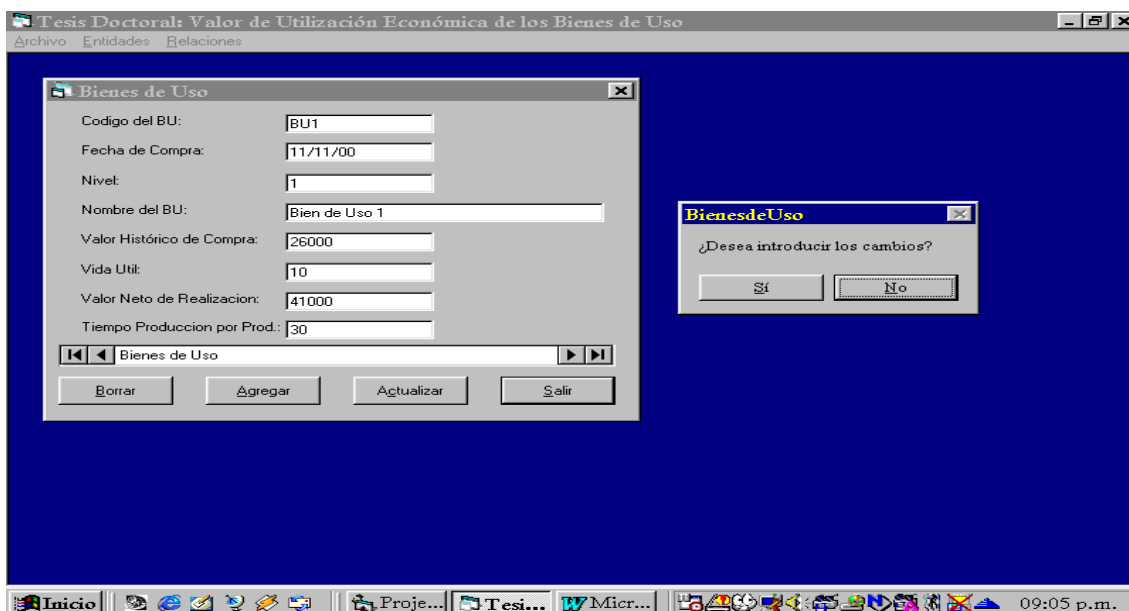 Tesis Doctoral: Valor de Utilización Económica de los Bienes de Uso
Archivo Entidades Relaciones
Bienes de Uso
Codigo del BU: BU1
Fecha de Compra: 11/11/00
Nivel: 1
Nombre del BU: Bien de Uso 1
Valor Histórico de Compra: 26000
Vida Util: 10
Valor Neto de Realizacion: 41000
Tiempo Produccion por Prod.: 30
Bienes de Uso
Borrar Agregar Actualizar Salir
BienesdeUso
¿Desea introducir los cambios?
Sí No
Inicio Proje... Tesi... Micr... 09:05 p.m.